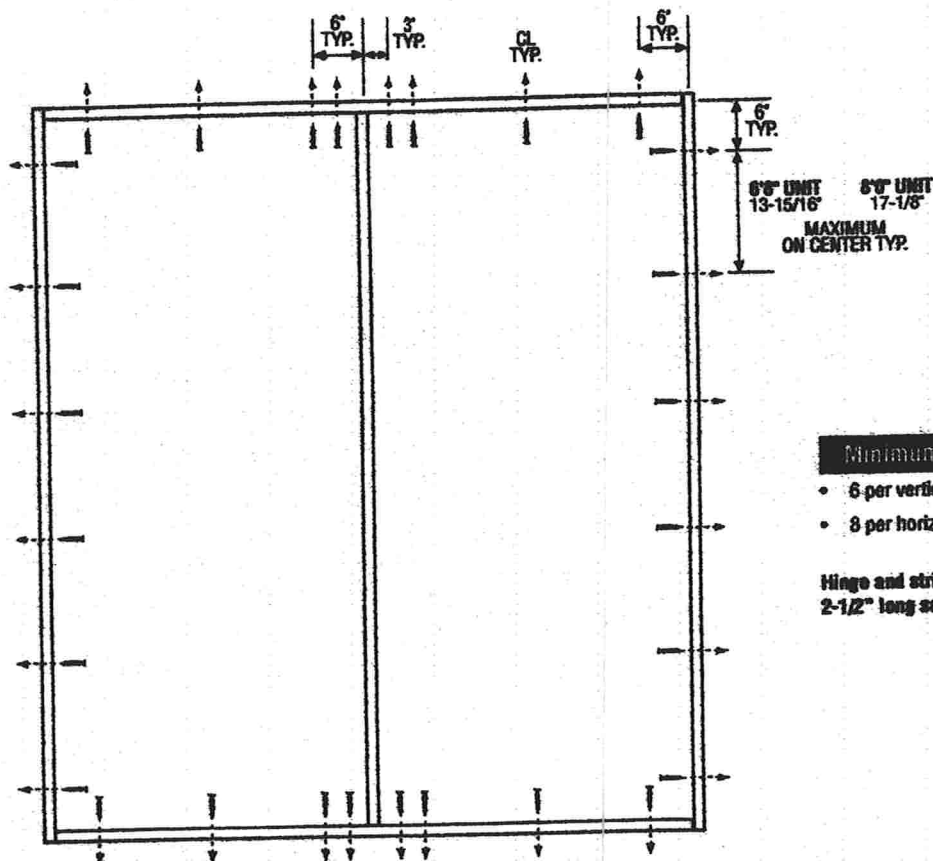 6"
TYP.
3"
TYP.
CL
TYP.
6"
TYP.
6"
TYP.
6'8" UNIT
13-15/16"
8'0" UNIT
17-1/8"
MAXIMUM
ON CENTER TYP.
Minimum
• 6 per verti
• 8 per horiz
Hinge and stri
2-1/2" long sc